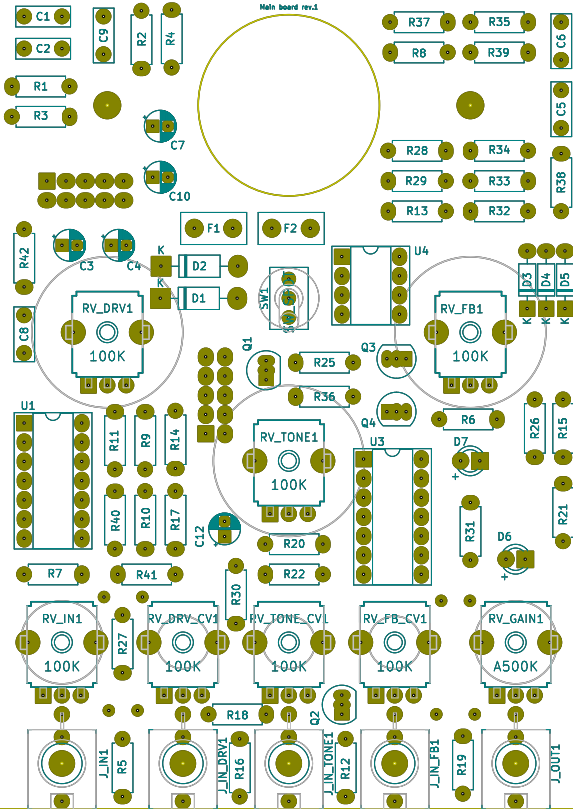 Main board rev.1
C1
C9
R2
R4
R37
R35
C6
C2
R8
R39
R1
R3
C7
C5
R28
R34
R29
R33
R38
C10
R13
R32
F1
F2
R42
C3
C4
K
D2
U4
D3
D4
D5
K
D1
SW1
K
K
K
C8
RV_DRV1
100K
RV_FB1
100K
Q1
Q3
R25
R36
Q4
U1
R11
R9
R14
RV_TONE1
100K
U3
R6
D7
+
R26
R15
R40
R10
R17
C12
R20
R31
R21
D6
+
R7
R41
R22
R30
RV_IN1
100K
R27
RV_DRV_CV1
100K
RV_TONE_CV1
100K
RV_FB_CV1
100K
RV_GAIN1
A500K
R18
Q2
J_IN1
R5
J_IN_DRV1
R16
J_IN_TONE1
R12
J_IN_FB1
R19
J_OUT1